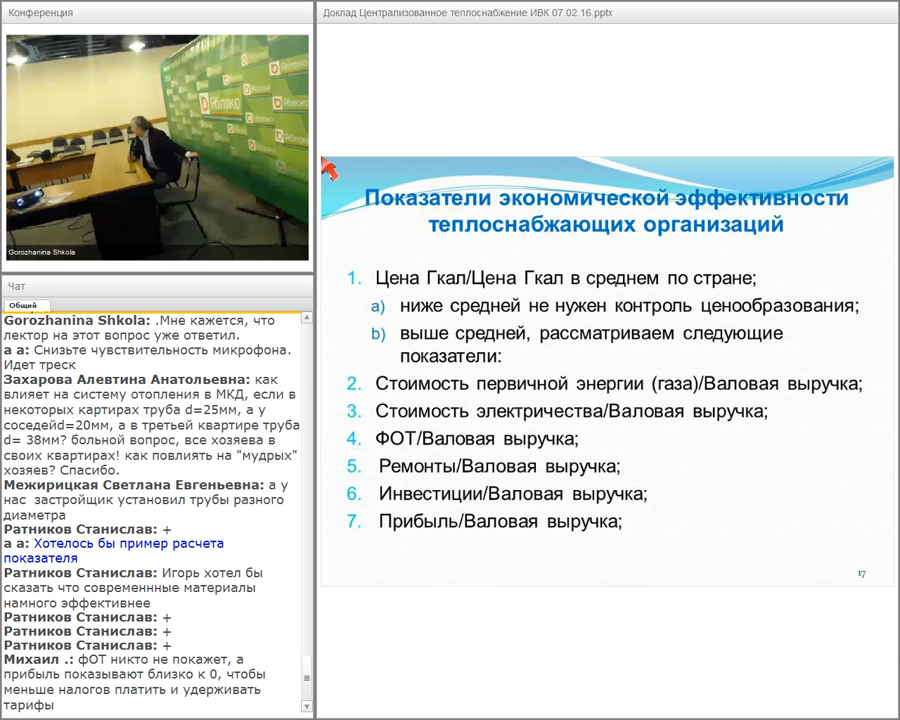 Конференция
ЯБЛОКО
Gorozhanina Shkola
Чат
Общий
Gorozhanina Shkola: .Мне кажется, что
лектор на этот вопрос уже ответил.
а а: Снизьте чувствительность микрофона.
Идет треск
Захарова Алевтина Анатольевна: как
влияет на систему отопления в МКД, если в
некоторых картирах труба d=25мм, а у
соседейd=20мм, а в третьей квартире труба
d= 38мм? больной вопрос, все хозяева в
своих квартирах! как повлиять на "мудрых"
хозяев? Спасибо.
Межирицкая Светлана Евгеньевна: а у
нас застройщик установил трубы разного
диаметра
Ратников Станислав: +
а а: Хотелось бы пример расчета
показателя
Ратников Станислав: Игорь хотел бы
сказать что современнные материалы
намного эффективнее
Ратников Станислав: +
Ратников Станислав: +
Ратников Станислав: +
Михаил .: фОТ никто не покажет, а
прибыль показывают близко к 0, чтобы
меньше налогов платить и удерживать
тарифы
Доклад Централизованное теплоснабжение ИВК 07.02.16.pptx
Показатели экономической эффективности
теплоснабжающих организаций
1. Цена Гкал/Цена Гкал в среднем по стране;
a) ниже средней не нужен контроль ценообразования;
b) выше средней, рассматриваем следующие
показатели:
2. Стоимость первичной энергии (газа)/Валовая выручка;
3. Стоимость электричества/Валовая выручка;
4. ФОТ/Валовая выручка;
5. Ремонты/Валовая выручка;
6. Инвестиции/Валовая выручка;
7. Прибыль/Валовая выручка;
17